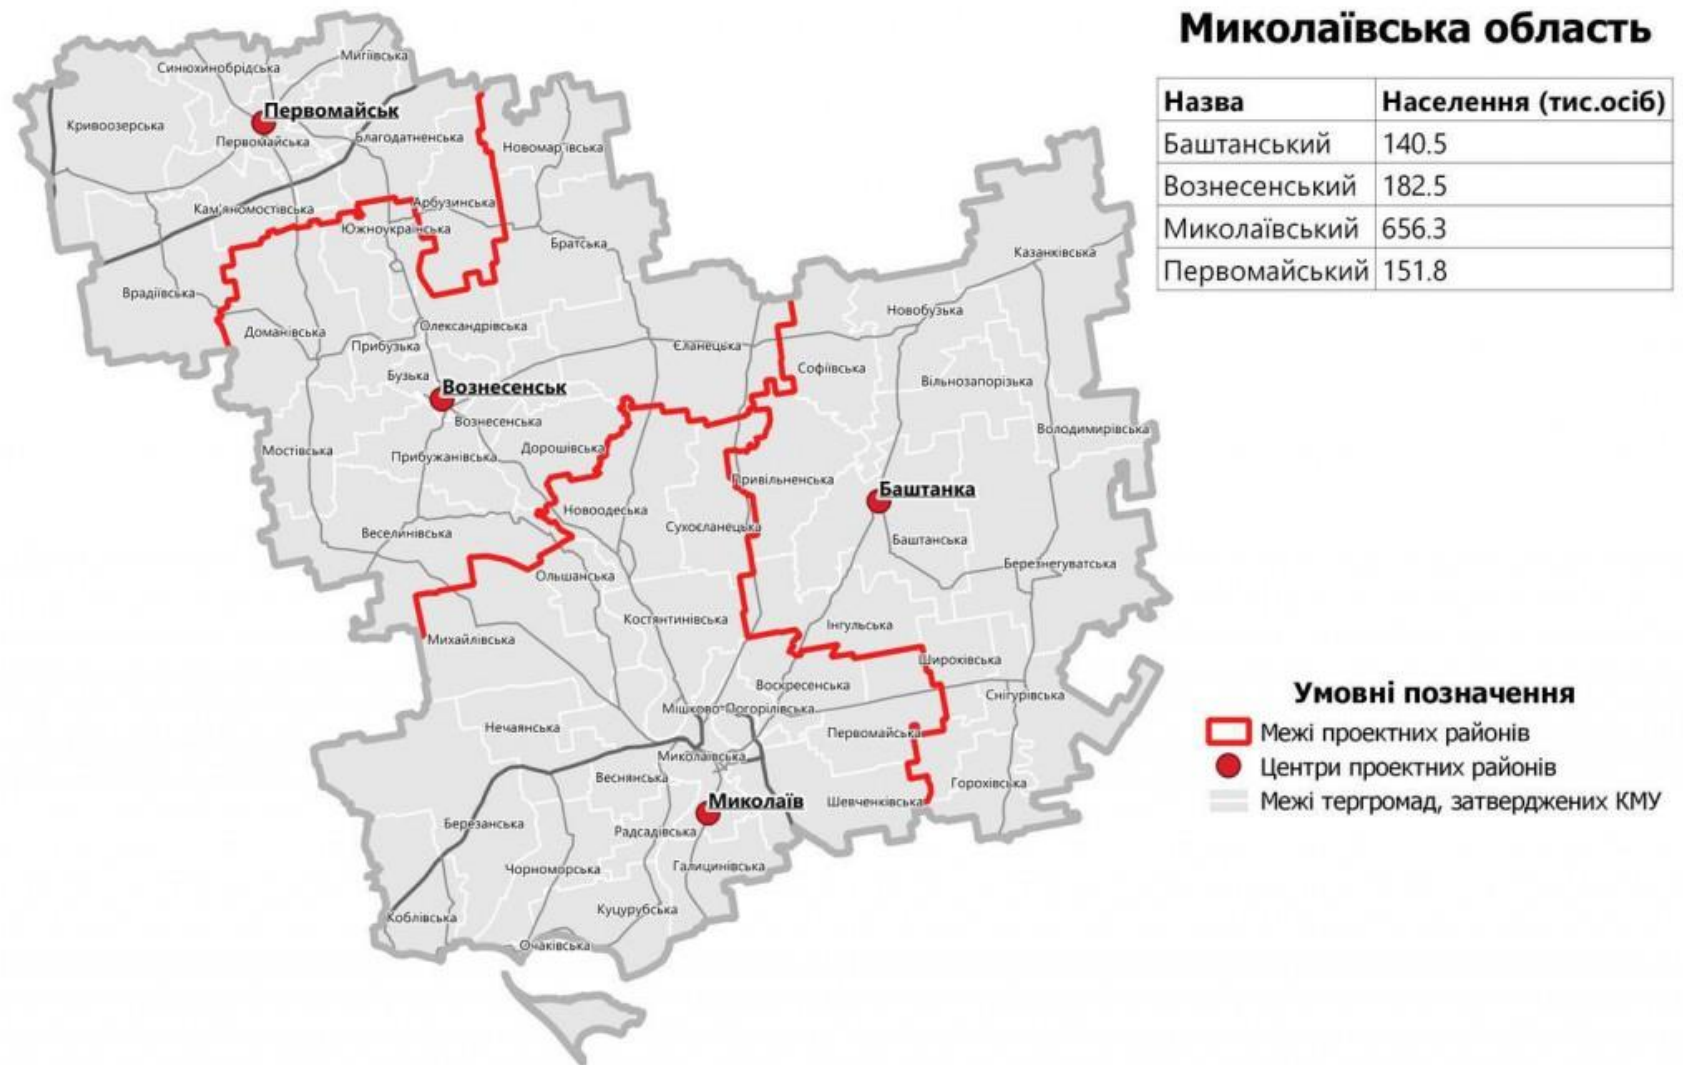 Миколаївська область
Назва Населення (тис.осіб)
Баштанський 140.5
Вознесенський 182.5
Миколаївський 656.3
Первомайський 151.8
Мигіївська
Синюхинобрідська
Первомайськ
Кривоозерська
Первомайська
Благодатненська
Новомар'ївська
Кам'яномостівська
Арбузинська
Южноукраїнська
Братська
Казанківська
Врадіївська
Новобузька
Доманівська
Олександрівська
Прибузька
Єланецька
Софіївська
Бузька
Вознесенськ
Вільнозапорізька
Вознесенська
Володимирівська
Мостівська
Прибужанівська
Дорошівська
Привільненська
Баштанка
Новоодеська
Сухоєланецька
Веселинівська
Баштанська
Березнегуватська
Ольшанська
Костянтинівська
Інгульська
Михайлівська
Широківська
Воскресенська
Снігурівська
Мішково-Погорілівська
Нечаянська
Первомайська
Миколаївська
Веснянська
Горохівська
Миколаїв
Шевченківська
Березанська
Радсадівська
Чорноморська
Галицинівська
Куцурубська
Коблівська
Очаківська
Умовні позначення
Межі проектних районів
Центри проектних районів
Межі тергромад, затверджених КМУ